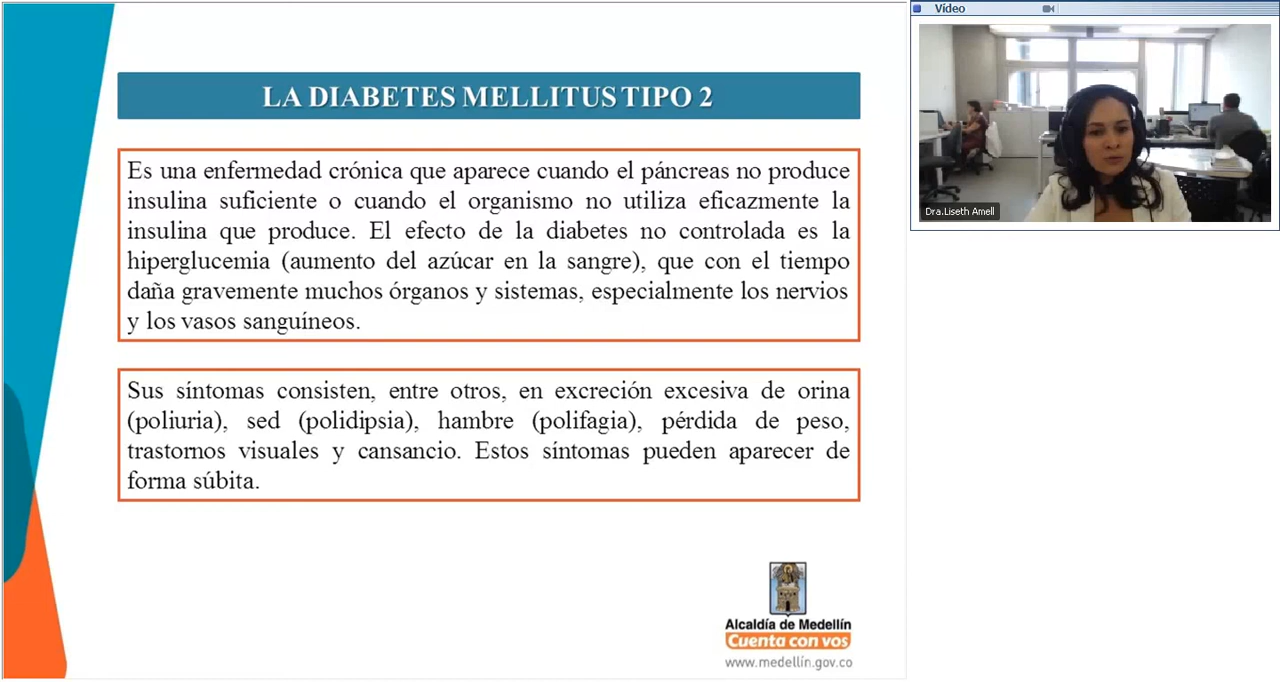 LA DIABETES MELLITUS TIPO 2
Es una enfermedad crónica que aparece cuando el páncreas no produce
insulina suficiente o cuando el organismo no utiliza eficazmente la
insulina que produce. El efecto de la diabetes no controlada es la
hiperglucemia (aumento del azúcar en la sangre), que con el tiempo
daña gravemente muchos órganos y sistemas, especialmente los nervios
y los vasos sanguíneos.
Sus síntomas consisten, entre otros, en excreción excesiva de orina
(poliuria), sed (polidipsia), hambre (polifagia), pérdida de peso,
trastornos visuales y cansancio. Estos síntomas pueden aparecer de
forma súbita.
Alcaldía de Medellín
Cuenta con vos
www.medellín.gov.co
Vídeo
Dra.Liseth Amell